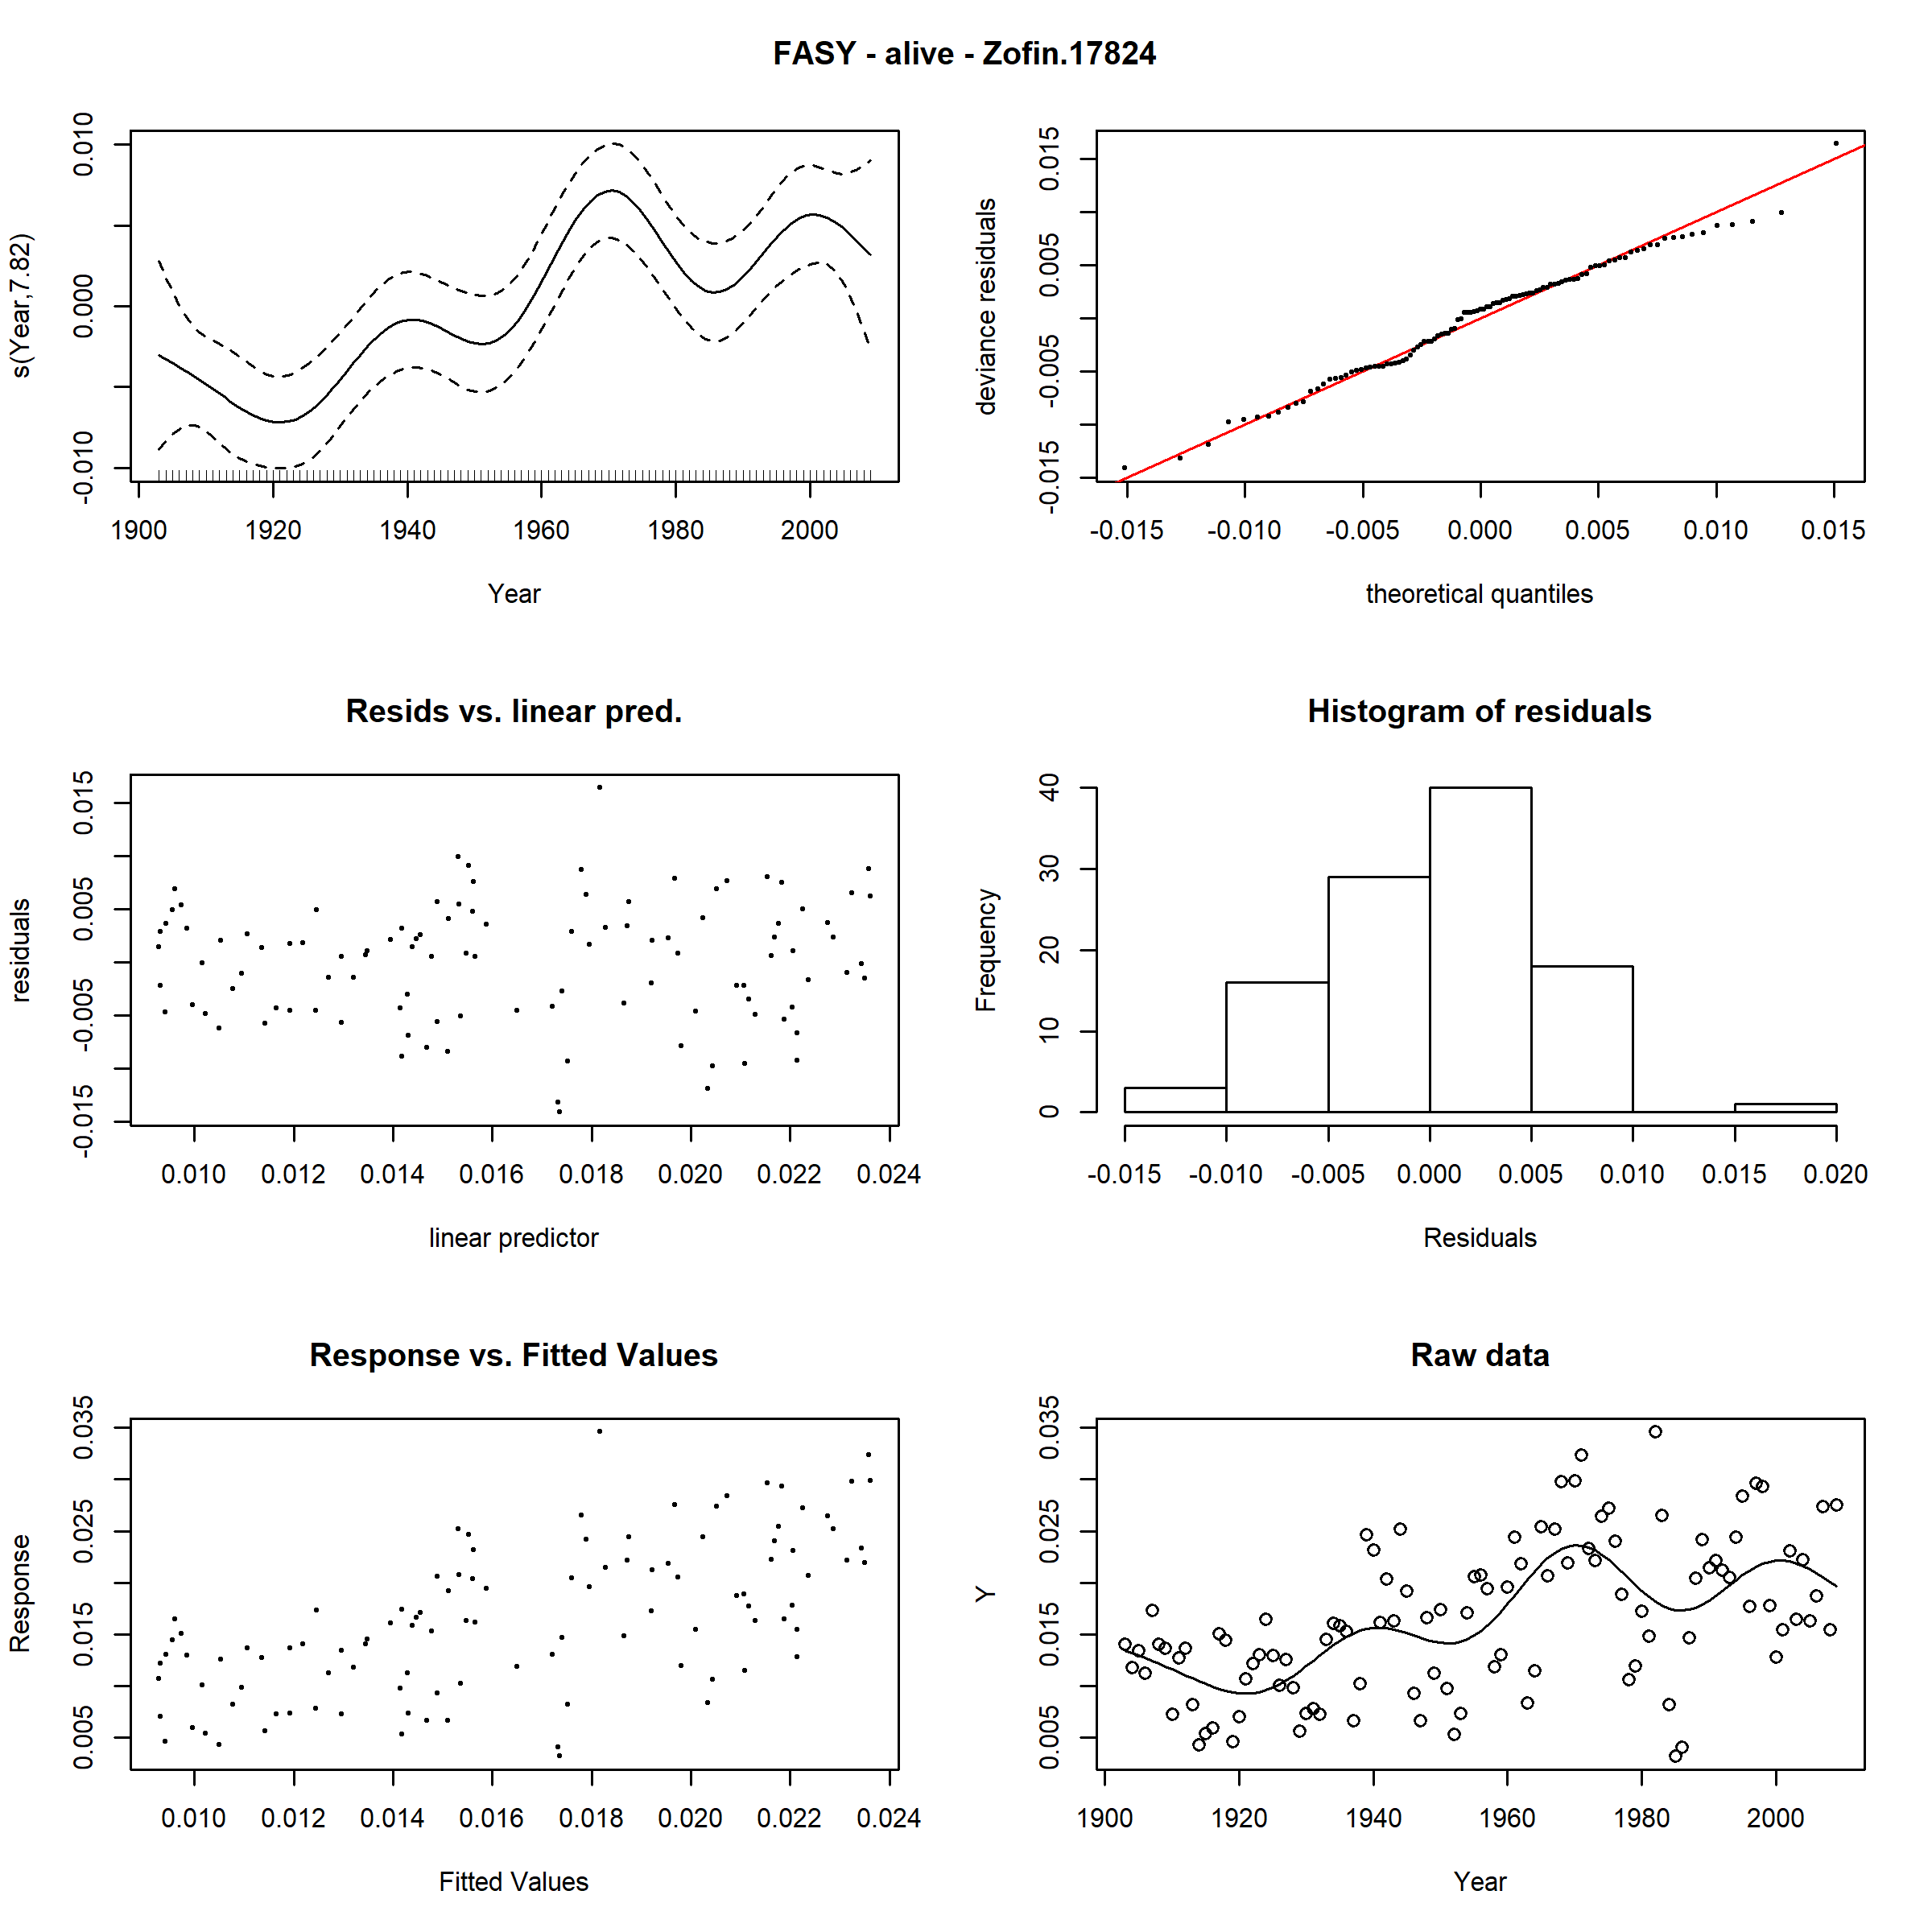 FASY - alive - Zofin.17824
s(Year,7.82)
0.010
0.000
-0.010
1900 1920 1940 1960 1980 2000
Year
deviance residuals
0.015
0.005
-0.005
-0.015
-0.015 -0.010 -0.005 0.000 0.005 0.010 0.015
theoretical quantiles
Resids vs. linear pred.
residuals
0.015
0.005
-0.005
-0.015
0.010 0.012 0.014 0.016 0.018 0.020 0.022 0.024
linear predictor
Histogram of residuals
Frequency
40
30
20
10
0
-0.015 -0.010 -0.005 0.000 0.005 0.010 0.015 0.020
Residuals
Response vs. Fitted Values
Response
0.035
0.025
0.015
0.005
0.010 0.012 0.014 0.016 0.018 0.020 0.022 0.024
Fitted Values
Raw data
Y
0.035
0.025
0.015
0.005
1900 1920 1940 1960 1980 2000
Year